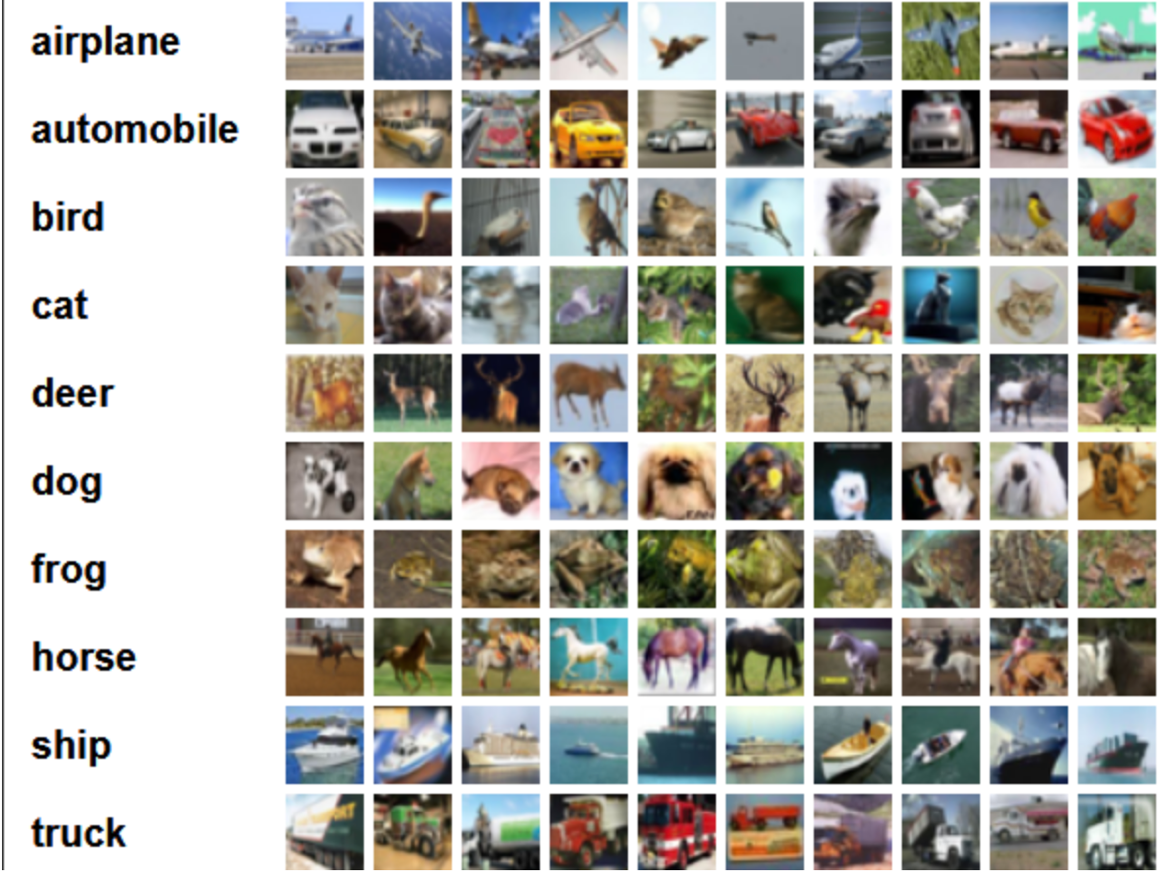 airplane
automobile
bird
cat
deer
dog
frog
horse
ship
truck